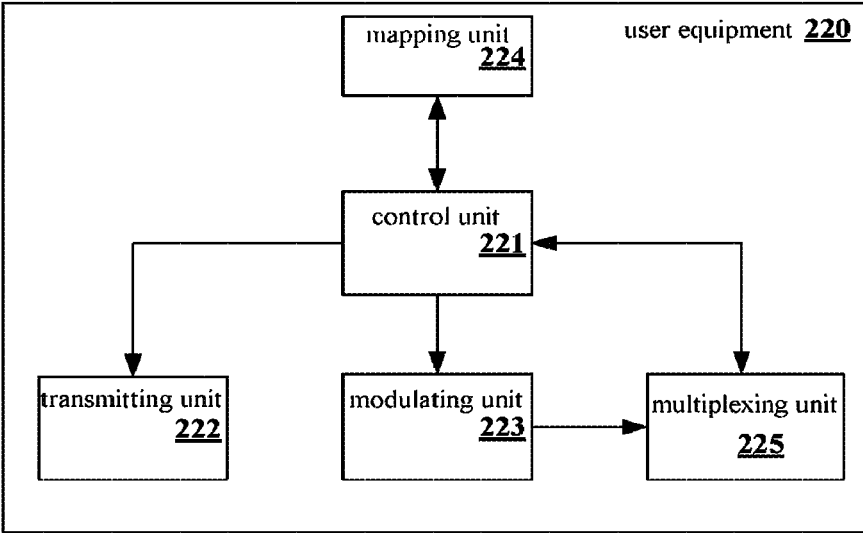 user equipment 220
mapping unit
224
control unit
221
transmitting unit
222
modulating unit
223
multiplexing unit
225